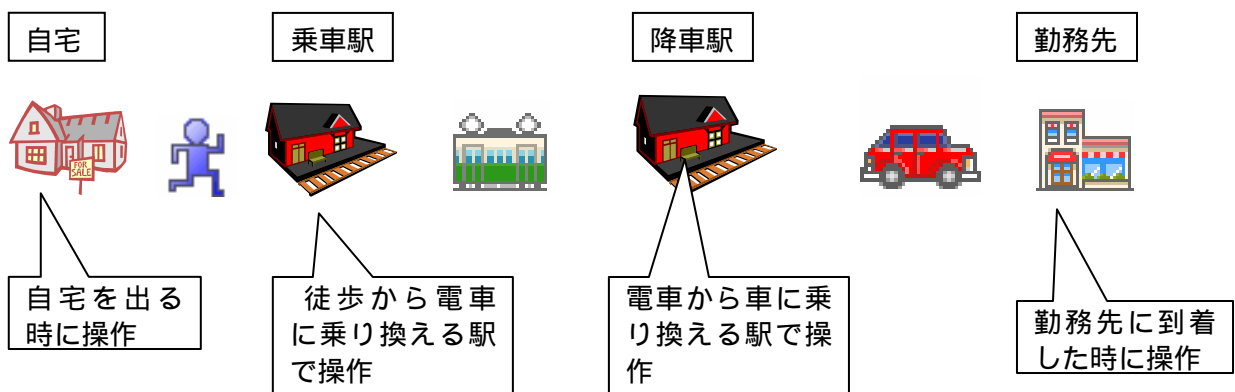 自宅
乗車駅
降車駅
勤務先
FOR
SALE
自宅を出る
時に操作
徒歩から電車
に乗り換える駅
で操作
電車から車に乗
り換える駅で操
作
勤務先に到着
した時に操作